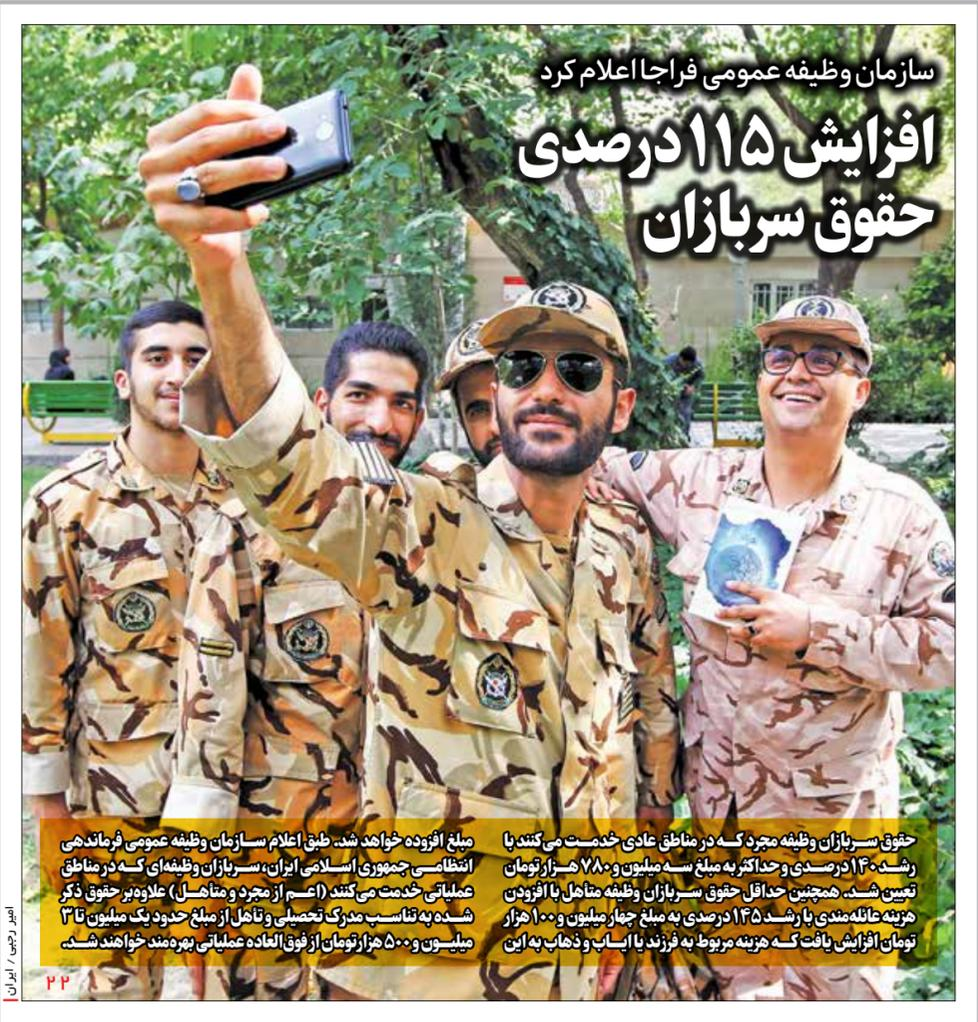 سازمان وظیفه عمومی فراجا اعلام کرد
افزایش ۱۱۵ درصدی
حقوق سربازان
حقوق سربازان وظیفه مجرد که در مناطق عادی خدمت می‌کنند با
رشد ۱۴۰ درصدی و حداکثر به مبلغ سه میلیون و ۷۸۰ هزار تومان
تعیین شد. همچنین حداقل حقوق سربازان وظیفه متاهل با افزودن
هزینه عائله‌مندی با رشد ۱۴۵ درصدی به مبلغ چهار میلیون و ۱۰۰ هزار
تومان افزایش یافت که هزینه مربوط به فرزند یا ایاب و ذهاب به این
مبلغ افزوده خواهد شد. طبق اعلام سازمان وظیفه عمومی فرماندهی
انتظامی جمهوری اسلامی ایران، سربازان وظیفه‌ای که در مناطق
عملیاتی خدمت می‌کنند (اعم از مجرد و متأهل) علاوه‌بر حقوق ذکر
شده به تناسب مدرک تحصیلی و تأهل از مبلغ حدود یک میلیون تا ۳
میلیون و ۵۰۰ هزار تومان از فوق‌العاده عملیاتی بهره‌مند خواهند شد.
۲۲
امیر رجبی / ایران